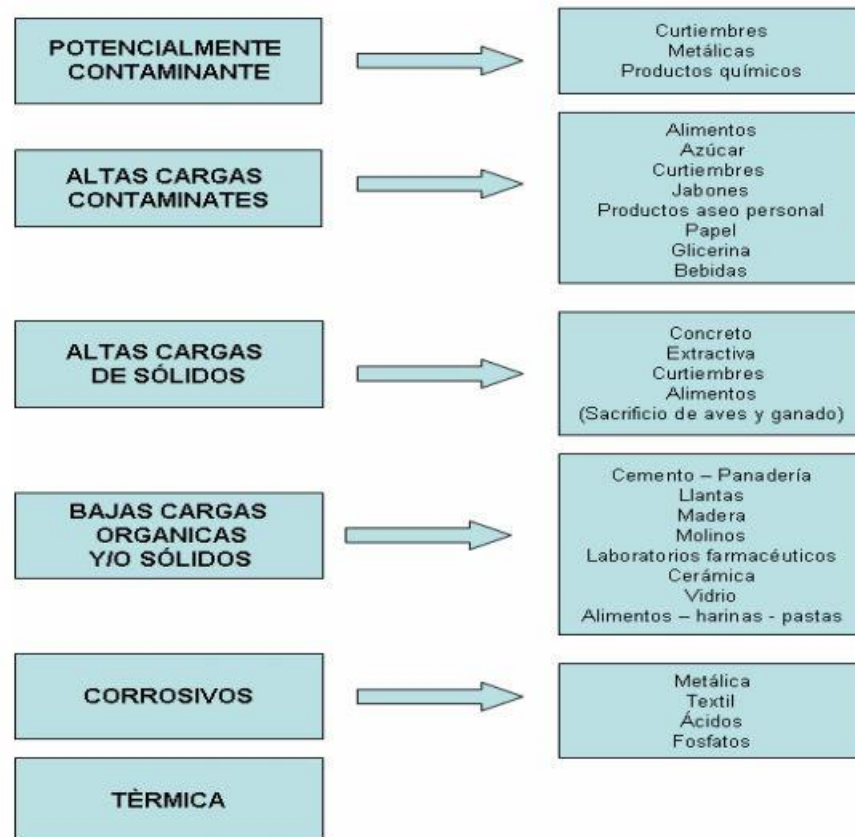 POTENCIALMENTE
CONTAMINANTE
Curtiembres
Metálicas
Productos químicos
ALTAS CARGAS
CONTAMINATES
Alimentos
Azúcar
Curtiembres
Jabones
Productos aseo personal
Papel
Glicerina
Bebidas
ALTAS CARGAS
DE SÓLIDOS
Concreto
Extractiva
Curtiembres
Alimentos
(Sacrificio de aves y ganado)
BAJAS CARGAS
ORGANICAS
Y/O SÓLIDOS
Cemento – Panadería
Llantas
Madera
Molinos
Laboratorios farmacéuticos
Cerámica
Vidrio
Alimentos – harinas - pastas
CORROSIVOS
Metálica
Textil
Ácidos
Fosfatos
TÈRMICA